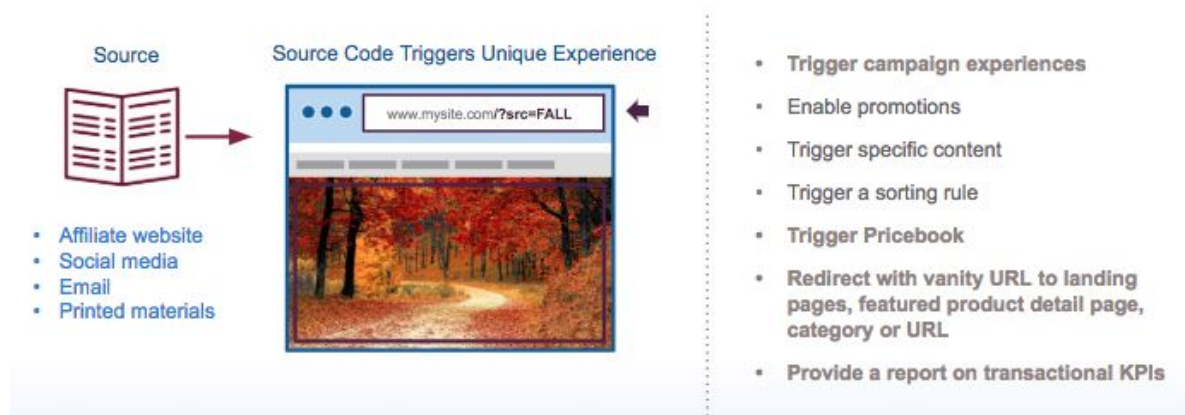 Source
Source Code Triggers Unique Experience
www.mysite.com/?src=FALL
• Affiliate website
• Social media
• Email
• Printed materials
• Trigger campaign experiences
• Enable promotions
• Trigger specific content
• Trigger a sorting rule
• Trigger Pricebook
• Redirect with vanity URL to landing
pages, featured product detail page,
category or URL
• Provide a report on transactional KPIs